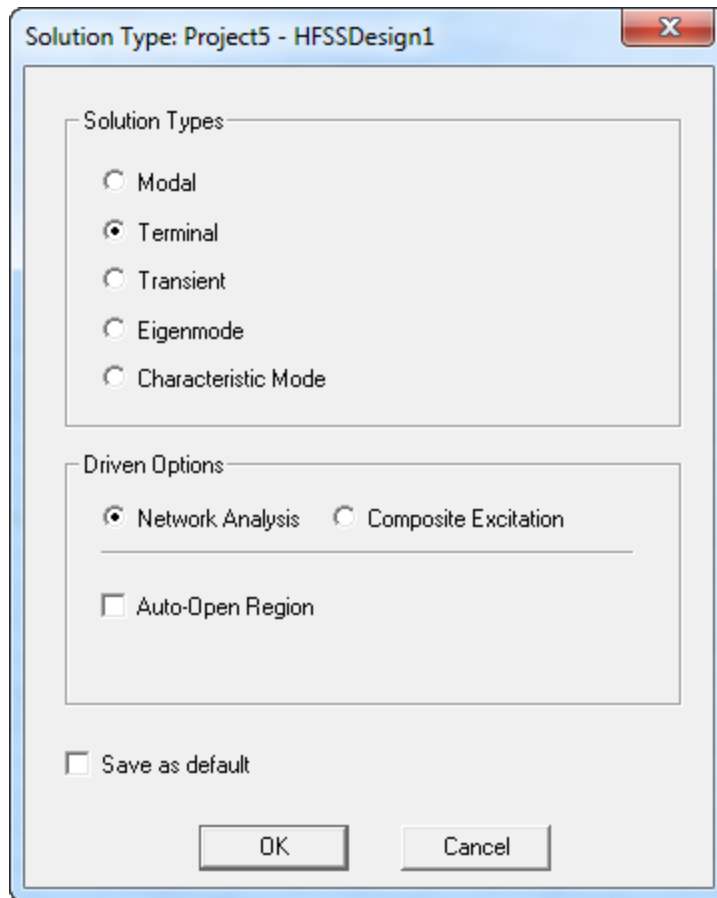 Solution Type: Project5 - HFSSDesign1
Solution Types
Modal
Terminal
Transient
Eigenmode
Characteristic Mode
Driven Options
Network Analysis Composite Excitation
Auto-Open Region
Save as default
OK Cancel